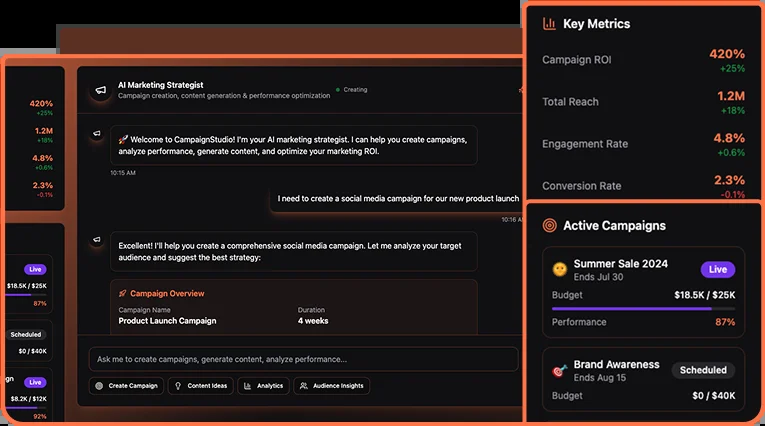 420%
+25%
1.2M
+18%
4.8%
+0.6%
2.3%
-0.1%
Live
$18.5K / $25K
87%
Scheduled
$0 / $40K
Live
$8.2K / $12K
92%
AI Marketing Strategist
Campaign creation, content generation & performance optimization
Creating
🚀 Welcome to CampaignStudio! I'm your AI marketing strategist. I can help you create campaigns,
analyze performance, generate content, and optimize your marketing ROI.
10:15 AM
I need to create a social media campaign for our new product launch
10:16 AM
Excellent! I'll help you create a comprehensive social media campaign. Let me analyze your target
audience and suggest the best strategy:
Campaign Overview
Campaign Name
Duration
Product Launch Campaign
4 weeks
Ask me to create campaigns, generate content, analyze performance...
Create Campaign
Content Ideas
Analytics
Audience Insights
Key Metrics
Campaign ROI
420%
+25%
Total Reach
1.2M
+18%
Engagement Rate
4.8%
+0.6%
Conversion Rate
2.3%
-0.1%
Active Campaigns
Summer Sale 2024
Live
Ends Jul 30
Budget
$18.5K / $25K
Performance
87%
Brand Awareness
Scheduled
Ends Aug 15
Budget
$0 / $40K